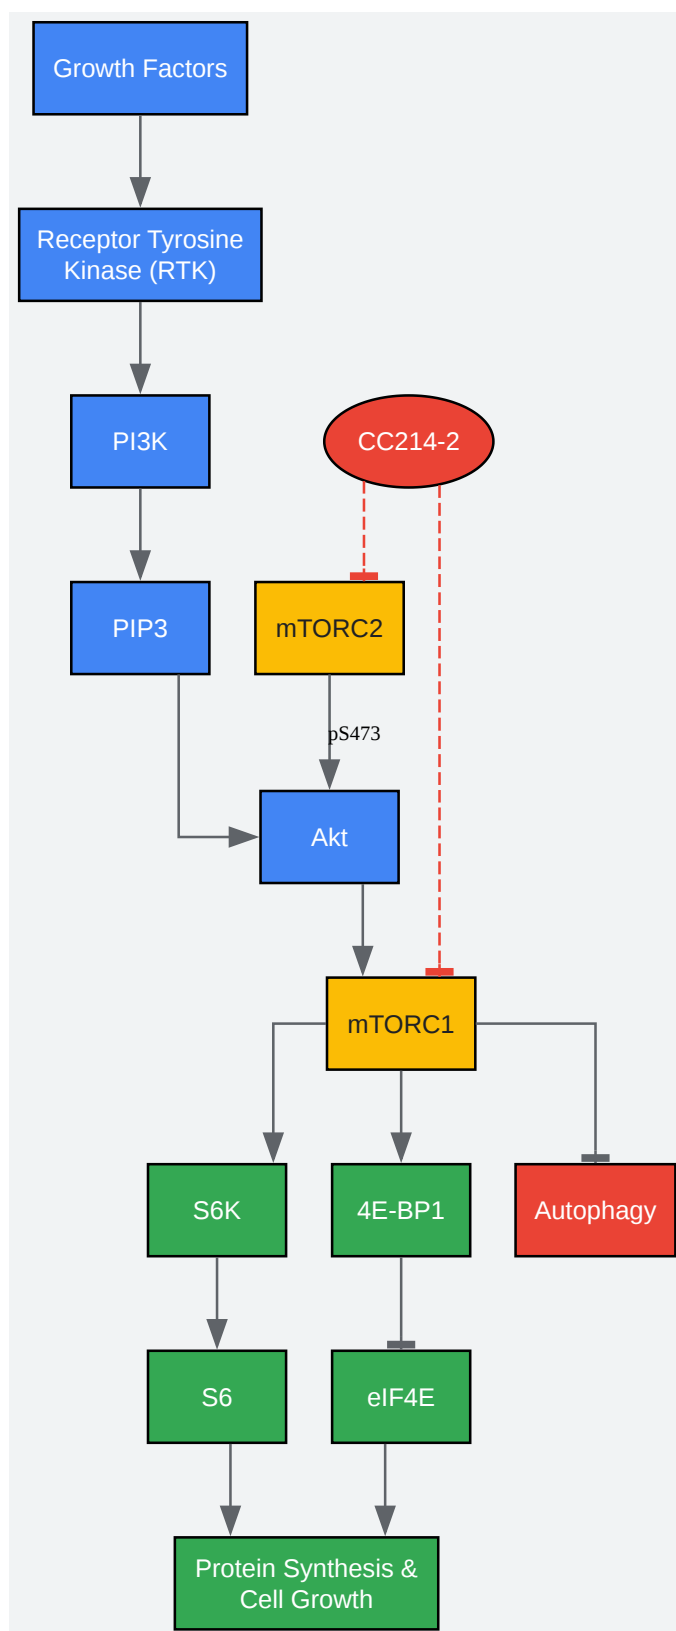 Growth Factors
Receptor Tyrosine
Kinase (RTK)
PI3K
CC214-2
PIP3
mTORC2
pS473
Akt
mTORC1
S6K
4E-BP1
Autophagy
S6
eIF4E
Protein Synthesis &
Cell Growth